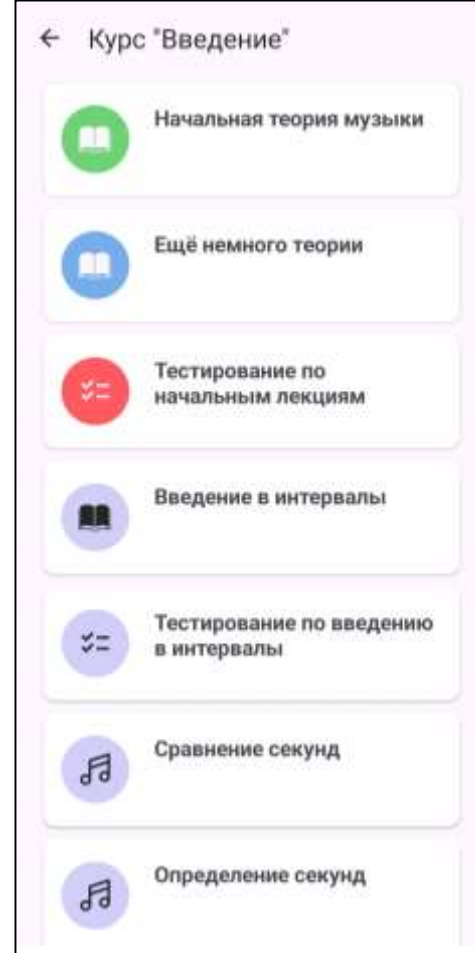 Курс "Введение"
Начальная теория музыки
Ещё немного теории
Тестирование по
начальным лекциям
Введение в интервалы
Тестирование по введению
в интервалы
Сравнение секунд
Определение секунд